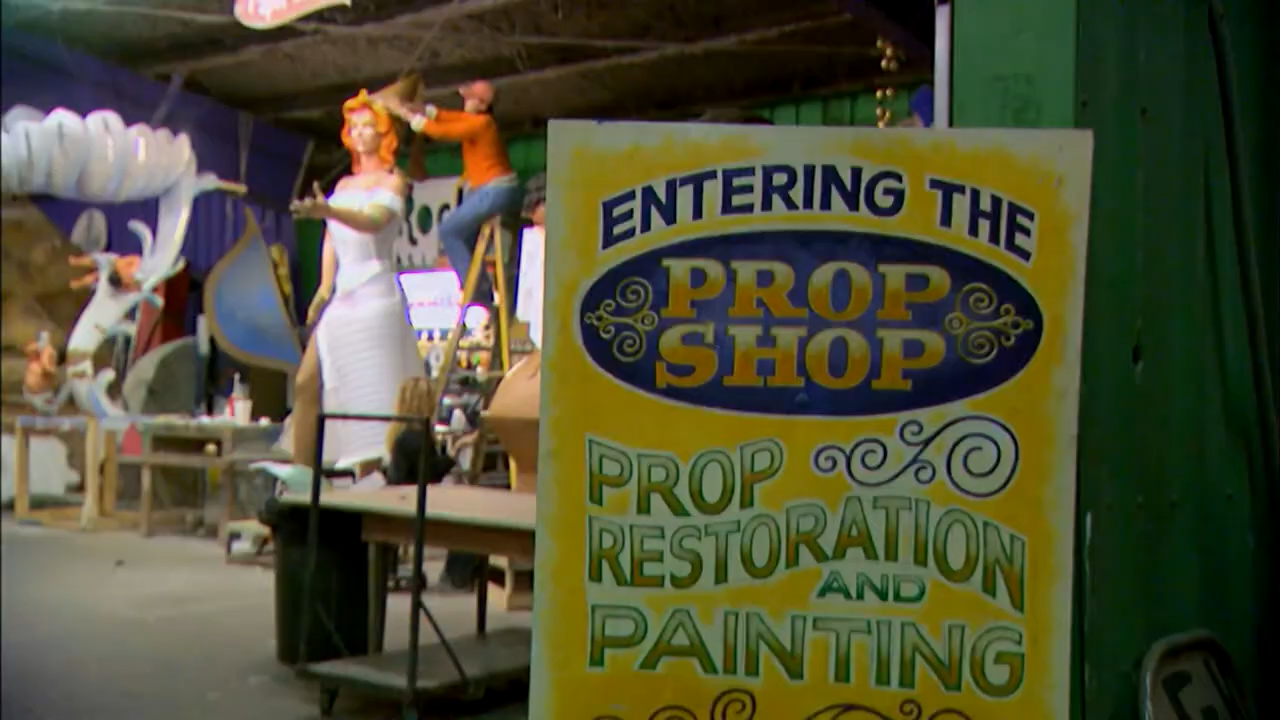 ENTERING THE
PROP
SHOP
PROP
RESTORATION
AND
PAINTING